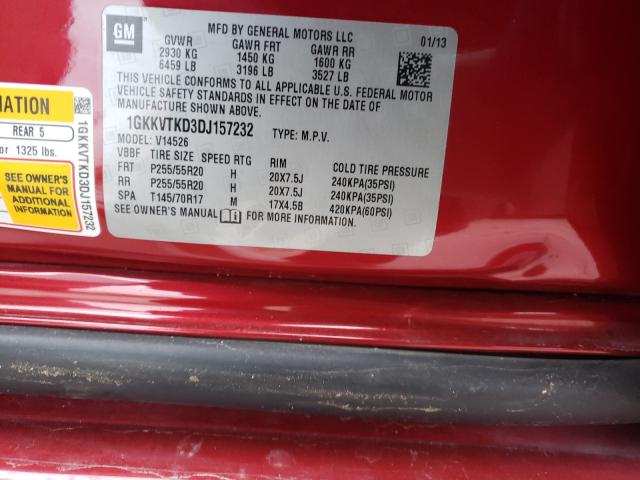 GM
MFD BY GENERAL MOTORS LLC
GVWR GAWR FRT GAWR RR 01/13
2930 KG 1450 KG 1600 KG
6459 LB 3196 LB 3527 LB
THIS VEHICLE CONFORMS TO ALL APPLICABLE U.S. FEDERAL MOTOR
VEHICLE SAFETY STANDARDS IN EFFECT ON THE DATE OF
MANUFACTURE SHOWN ABOVE.
1GKKVTKD3DJ157232 TYPE: M.P.V.
MODEL: V14526
VBBF TIRE SIZE SPEED RTG RIM COLD TIRE PRESSURE
FRT P255/55R20 H 20X7.5J 240KPA(35PSI)
RR P255/55R20 H 20X7.5J 240KPA(35PSI)
SPA T145/70R17 M 17X4.5B 420KPA(60PSI)
SEE OWNER'S MANUAL FOR MORE INFORMATION.
MATION
REAR 5
or 1325 lbs.
SEE OWNER'S
MANUAL FOR
ADDITIONAL
INFORMATION
1GKKVTKD3DJ157232